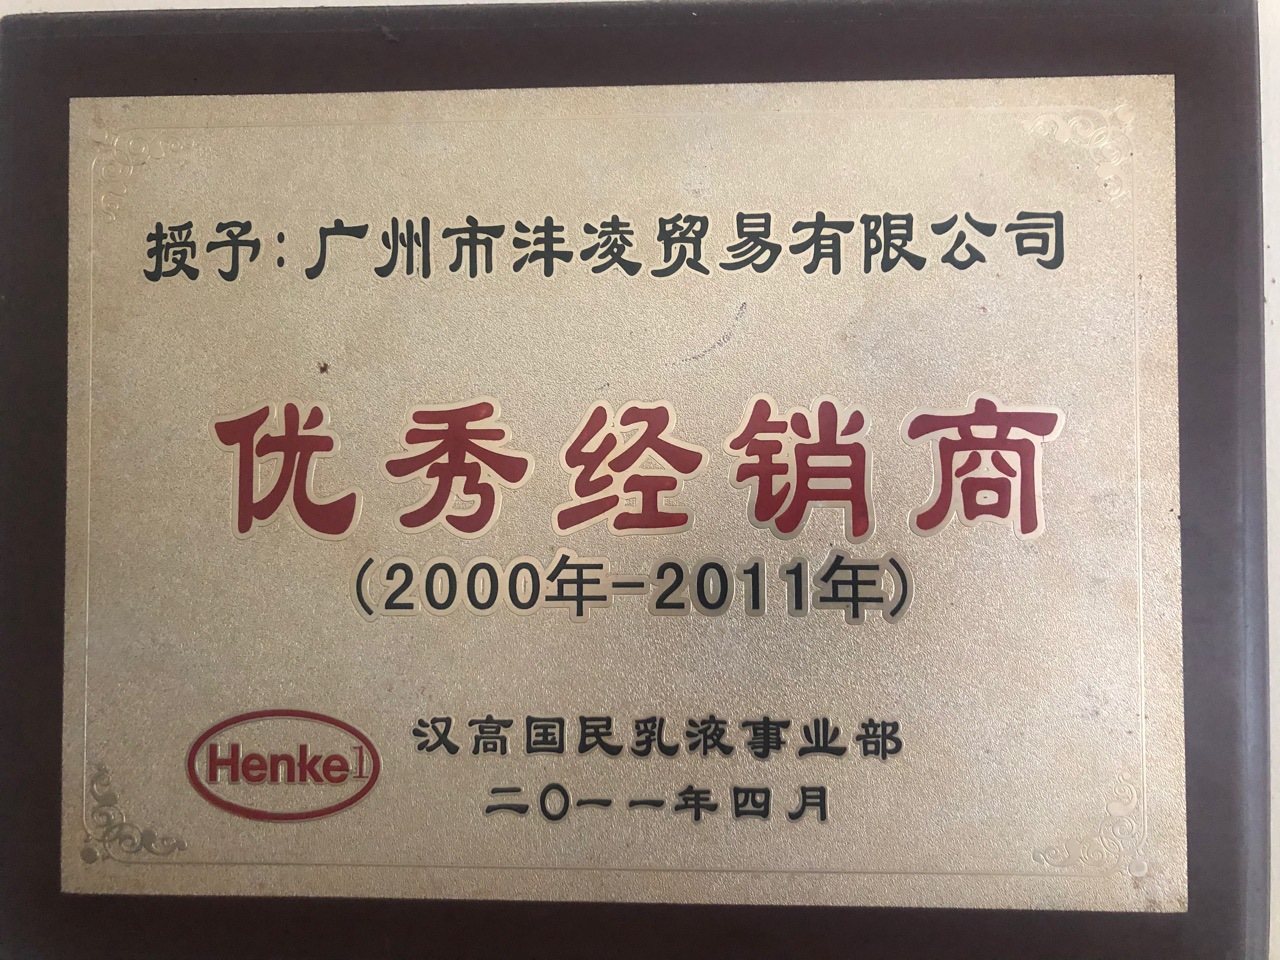 授予:广州市沣凌贸易有限公司
优秀经销商
(2000年-2011年)
Henkel
汉高国民乳液事业部
二〇一一年四月